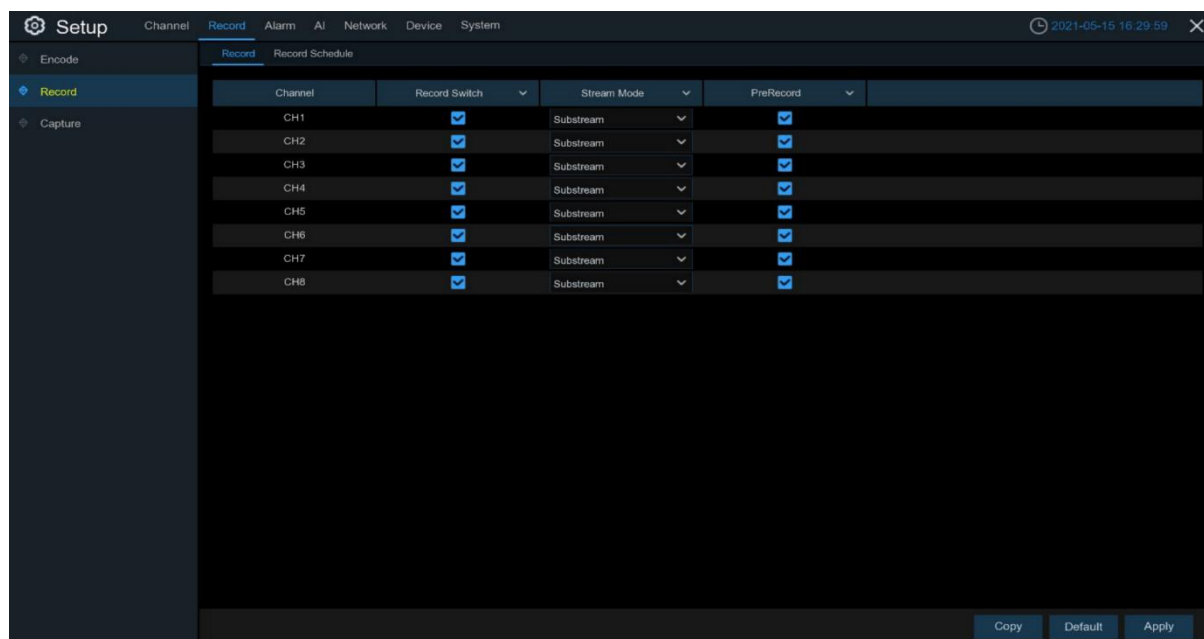 Setup Channel Record Alarm AI Network Device System 2021-05-15 16:29:59
Encode
Record
Capture
Record Record Schedule
Channel Record Switch Stream Mode PreRecord
CH1 Substream
CH2 Substream
CH3 Substream
CH4 Substream
CH5 Substream
CH6 Substream
CH7 Substream
CH8 Substream
Copy Default Apply